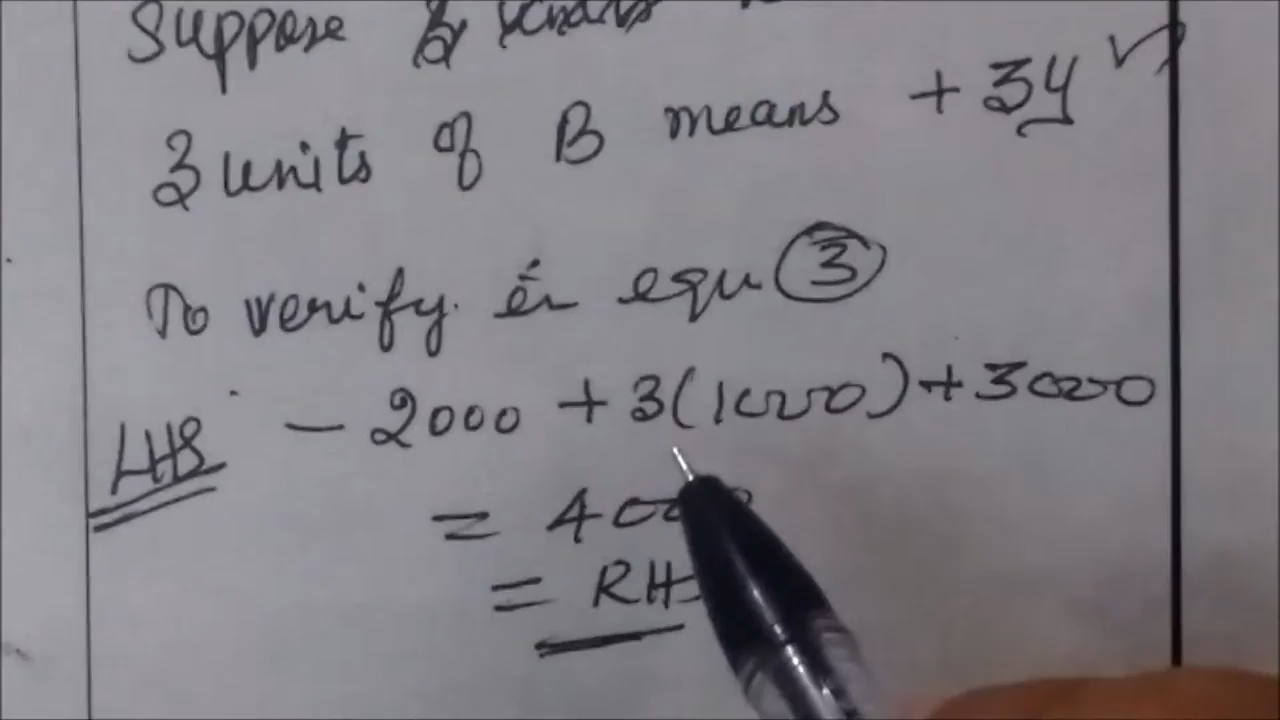 Suppose
3 units of B means + 3y
To verify in equ ③
LHS - 2000 + 3(1000) + 3000
= 4000
= RHS